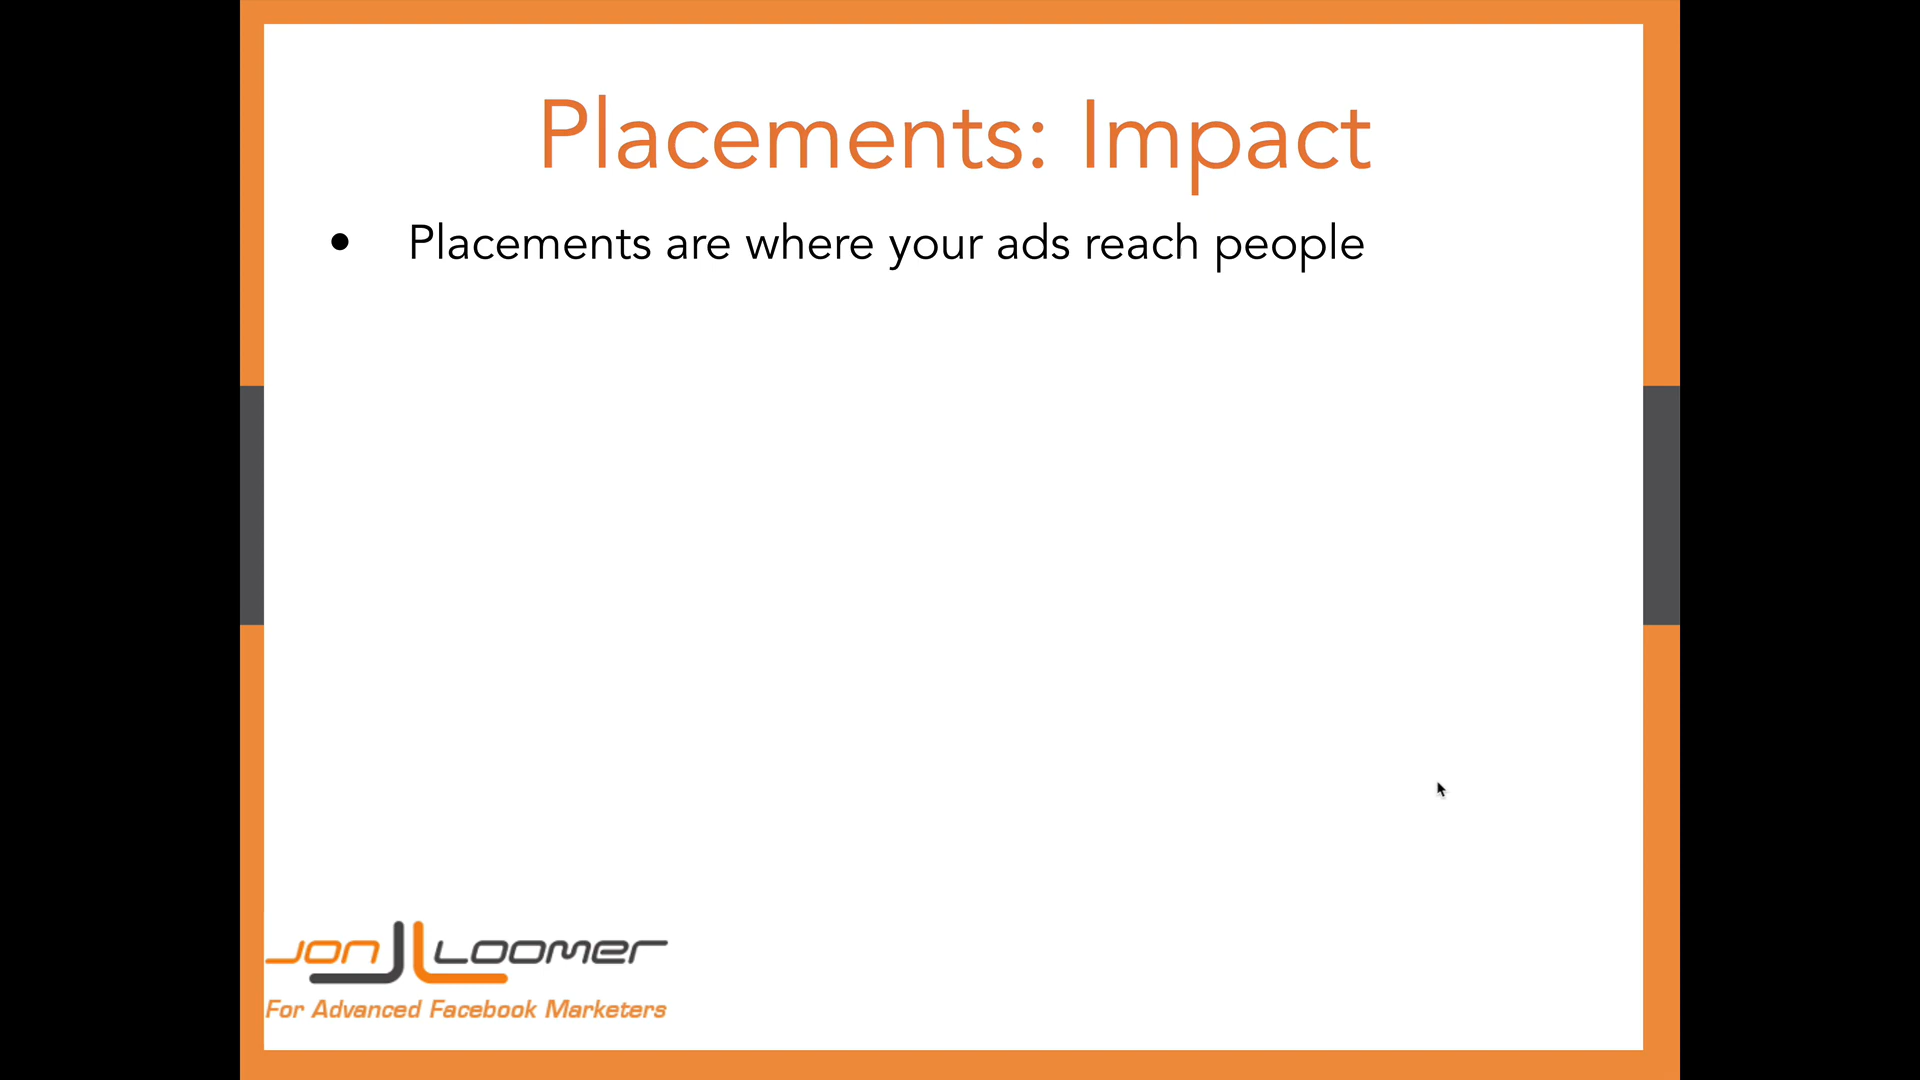 Placements: Impact
• Placements are where your ads reach people
Jon Loomer
For Advanced Facebook Marketers